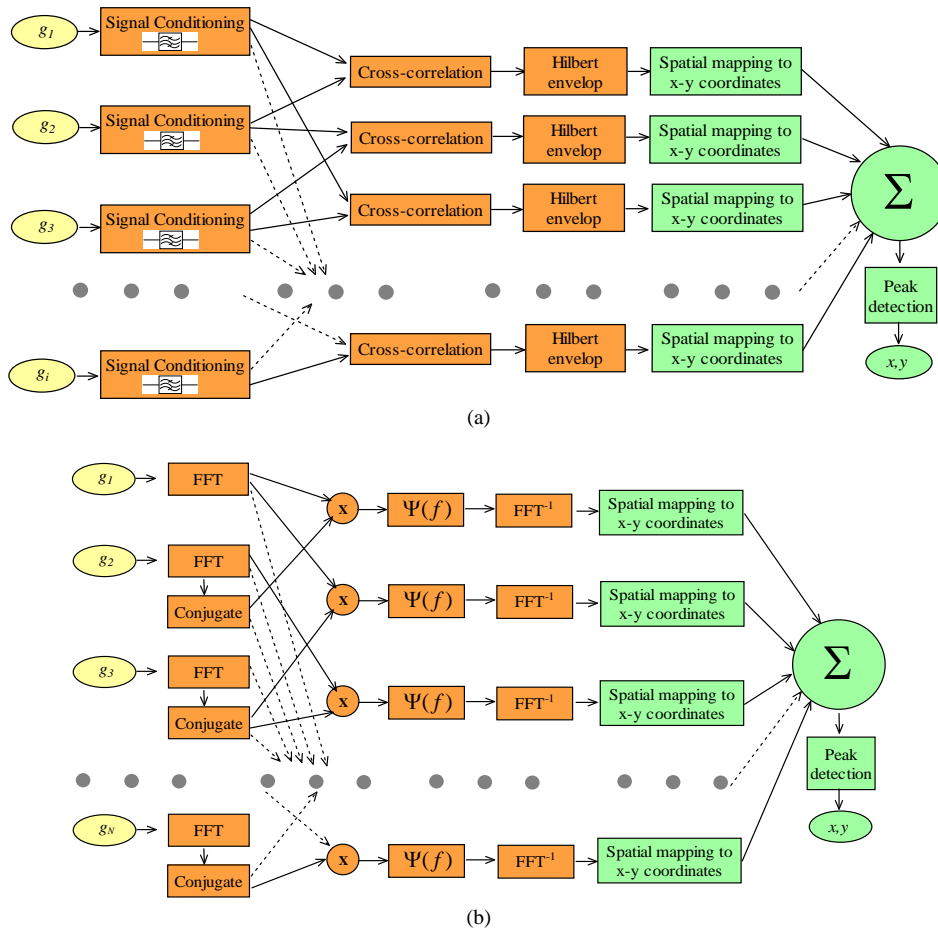 g1
Signal Conditioning
Cross-correlation
Hilbert
envelop
Spatial mapping to
x-y coordinates
g2
Signal Conditioning
Cross-correlation
Hilbert
envelop
Spatial mapping to
x-y coordinates
g3
Signal Conditioning
Cross-correlation
Hilbert
envelop
Spatial mapping to
x-y coordinates
Σ
Peak
detection
gi
Signal Conditioning
Cross-correlation
Hilbert
envelop
Spatial mapping to
x-y coordinates
x,y
(a)
g1
FFT
x
Ψ(f)
FFT-1
Spatial mapping to
x-y coordinates
g2
FFT
Conjugate
x
Ψ(f)
FFT-1
Spatial mapping to
x-y coordinates
g3
FFT
Conjugate
x
Ψ(f)
FFT-1
Spatial mapping to
x-y coordinates
Σ
Peak
detection
gN
FFT
Conjugate
x
Ψ(f)
FFT-1
Spatial mapping to
x-y coordinates
x,y
(b)